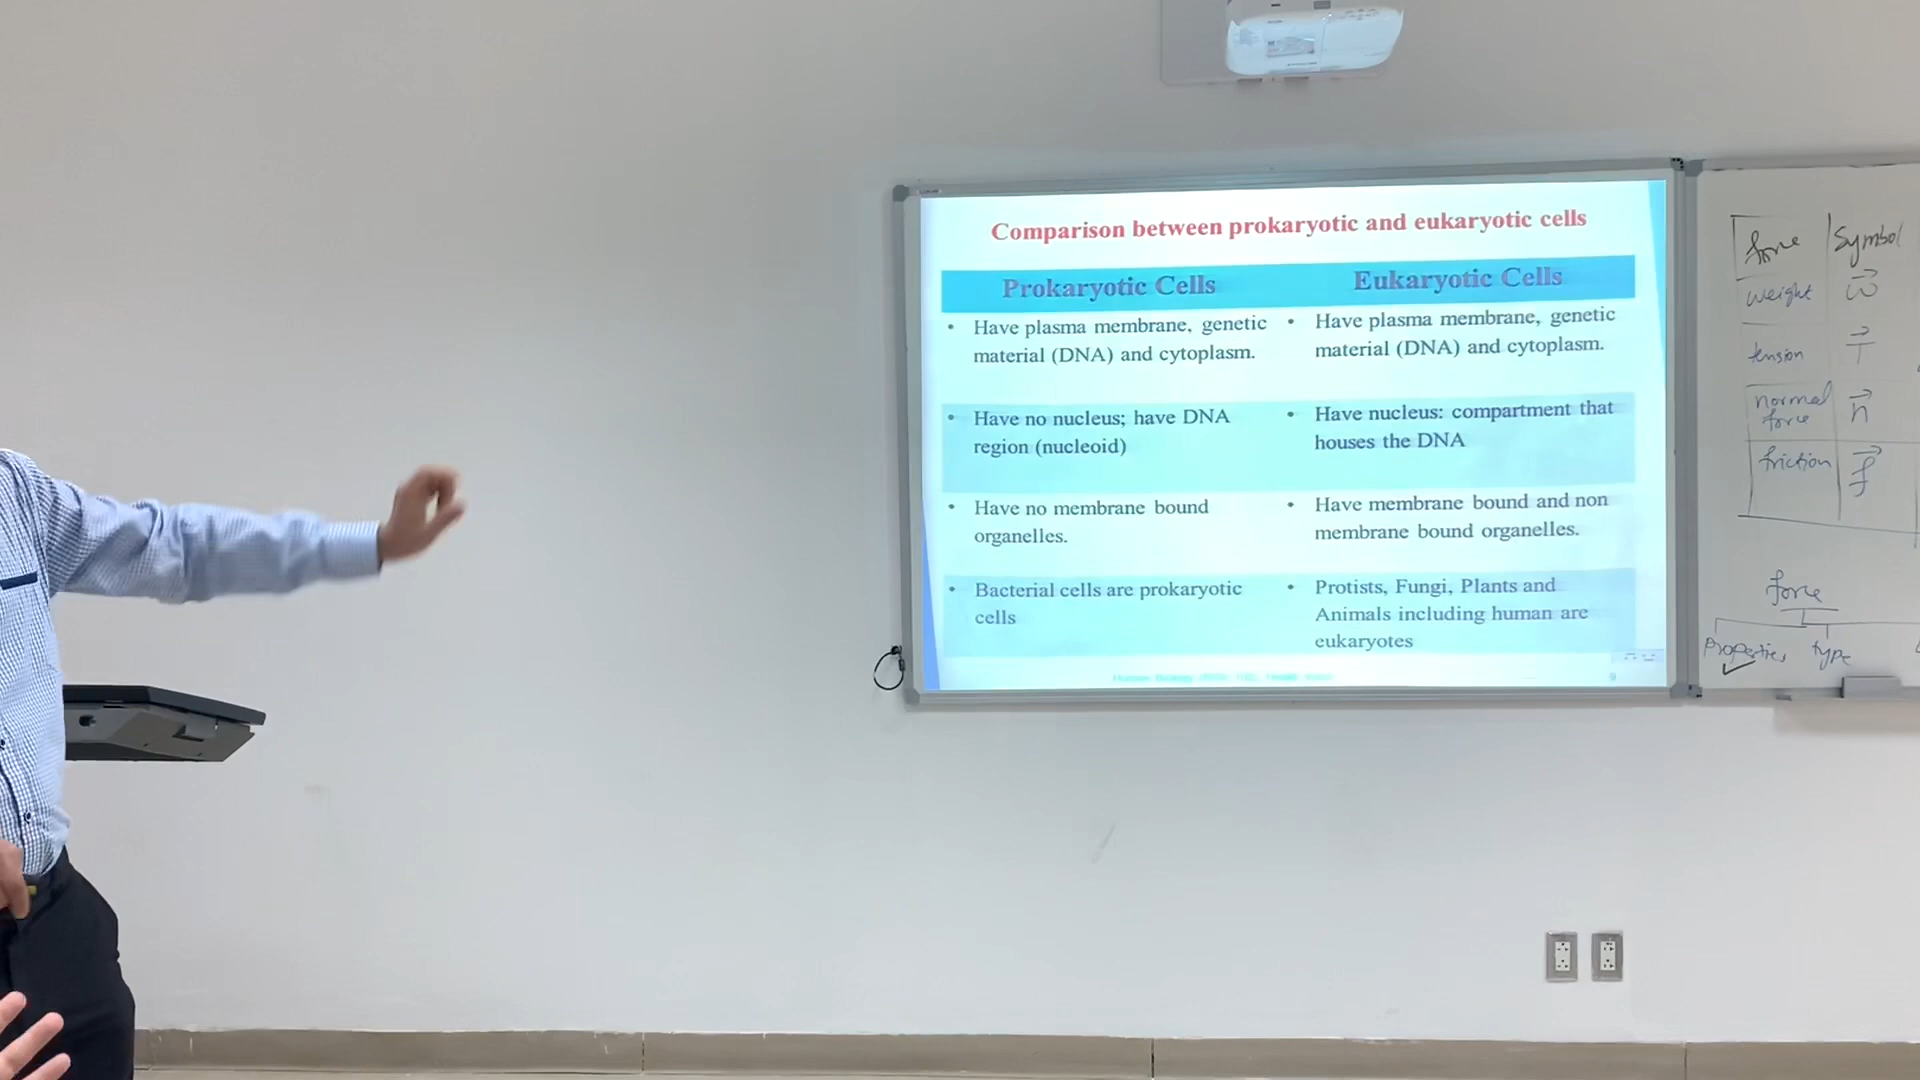 Comparison between prokaryotic and eukaryotic cells
Prokaryotic Cells
Eukaryotic Cells
• Have plasma membrane, genetic
material (DNA) and cytoplasm.
• Have plasma membrane, genetic
material (DNA) and cytoplasm.
• Have no nucleus; have DNA
region (nucleoid)
• Have nucleus: compartment that
houses the DNA
• Have no membrane bound
organelles.
• Have membrane bound and non
membrane bound organelles.
• Bacterial cells are prokaryotic
cells
• Protists, Fungi, Plants and
Animals including human are
eukaryotes
9
force Symbol
weight w
tension T
normal
force n
friction f
force
Properties type